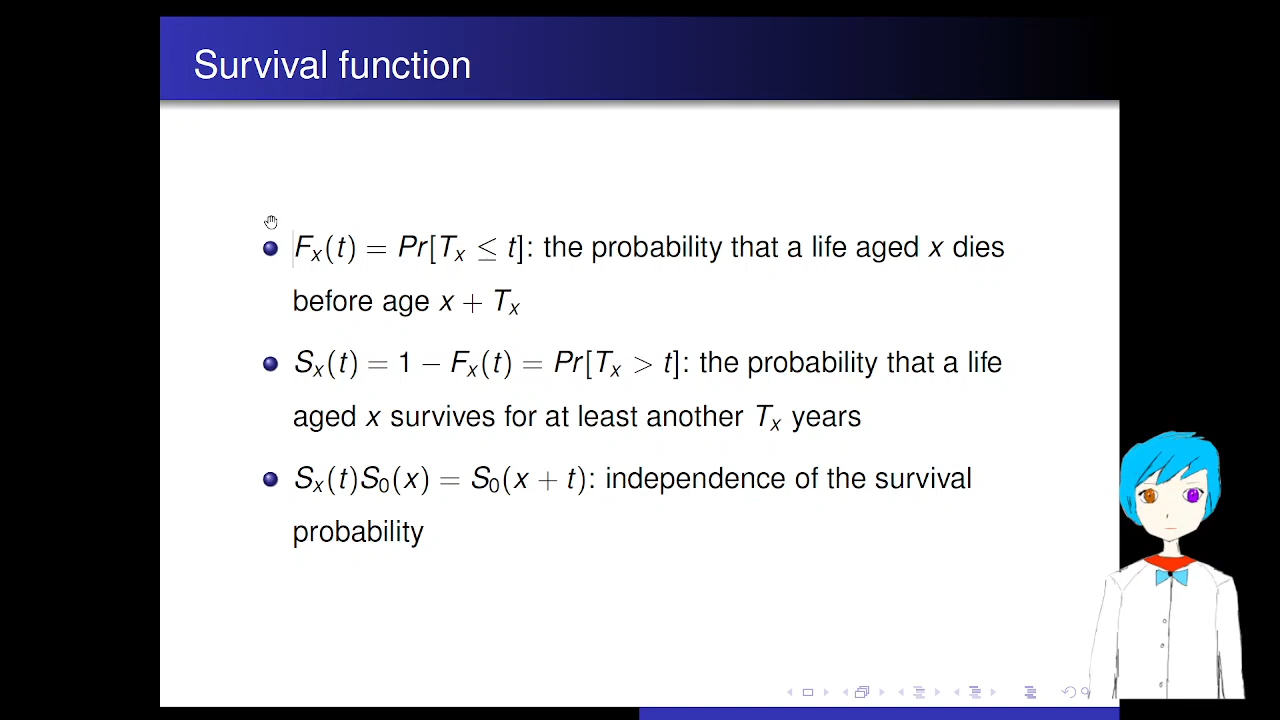 Survival function
Fₓ(t) = Pr[Tₓ ≤ t]: the probability that a life aged x dies
before age x + Tₓ
Sₓ(t) = 1 − Fₓ(t) = Pr[Tₓ > t]: the probability that a life
aged x survives for at least another Tₓ years
Sₓ(t)S₀(x) = S₀(x + t): independence of the survival
probability